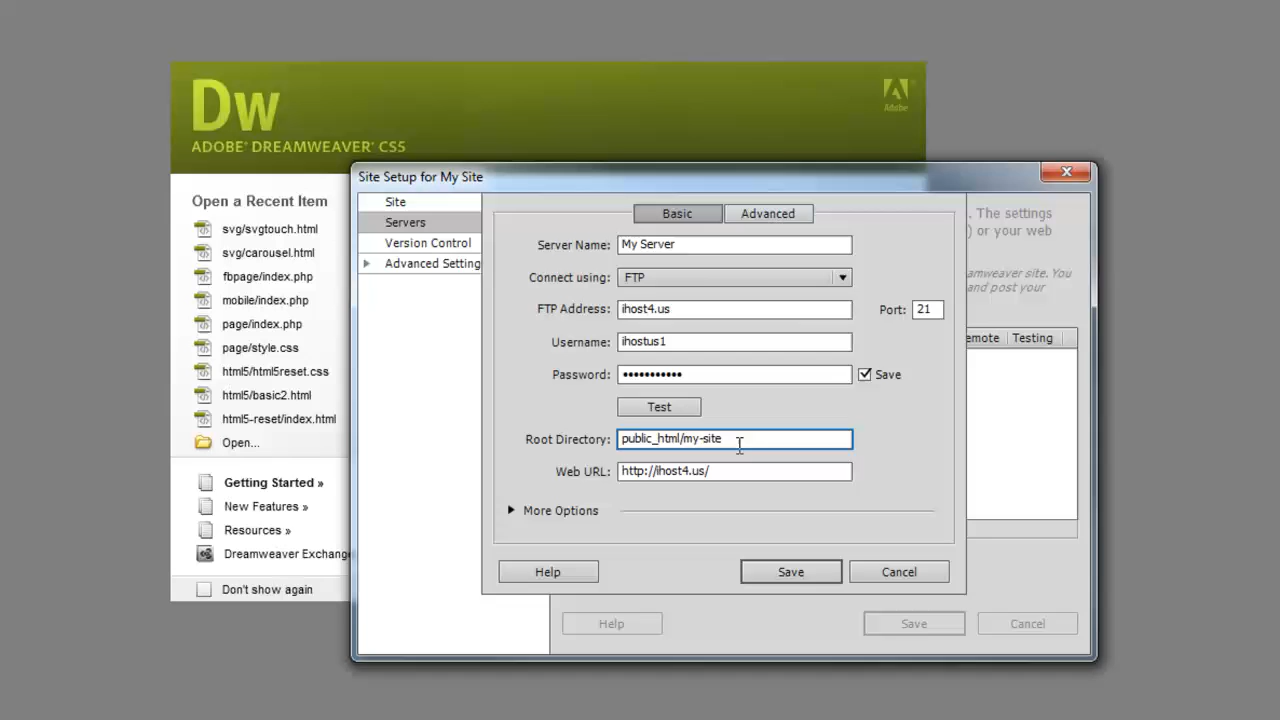 Dw
Adobe
ADOBE® DREAMWEAVER® CS5
Site Setup for My Site
Open a Recent Item
svg/svgtouch.html
svg/carousel.html
fbpage/index.php
mobile/index.php
page/index.php
page/style.css
html5/html5reset.css
html5/basic2.html
html5-reset/index.html
Open...
Getting Started »
New Features »
Resources »
Dreamweaver Exchange
Don't show again
Site
Servers
Version Control
Advanced Setting
Basic
Advanced
Server Name: My Server
Connect using: FTP
FTP Address: ihost4.us
Port: 21
Username: ihostus1
Password: •••••••••••
Save
Test
Root Directory: public_html/my-site
Web URL: http://ihost4.us/
More Options
Help
Save
Cancel
. The settings
) or your web
amweaver site. You
and post your
emote
Testing
Help
Save
Cancel